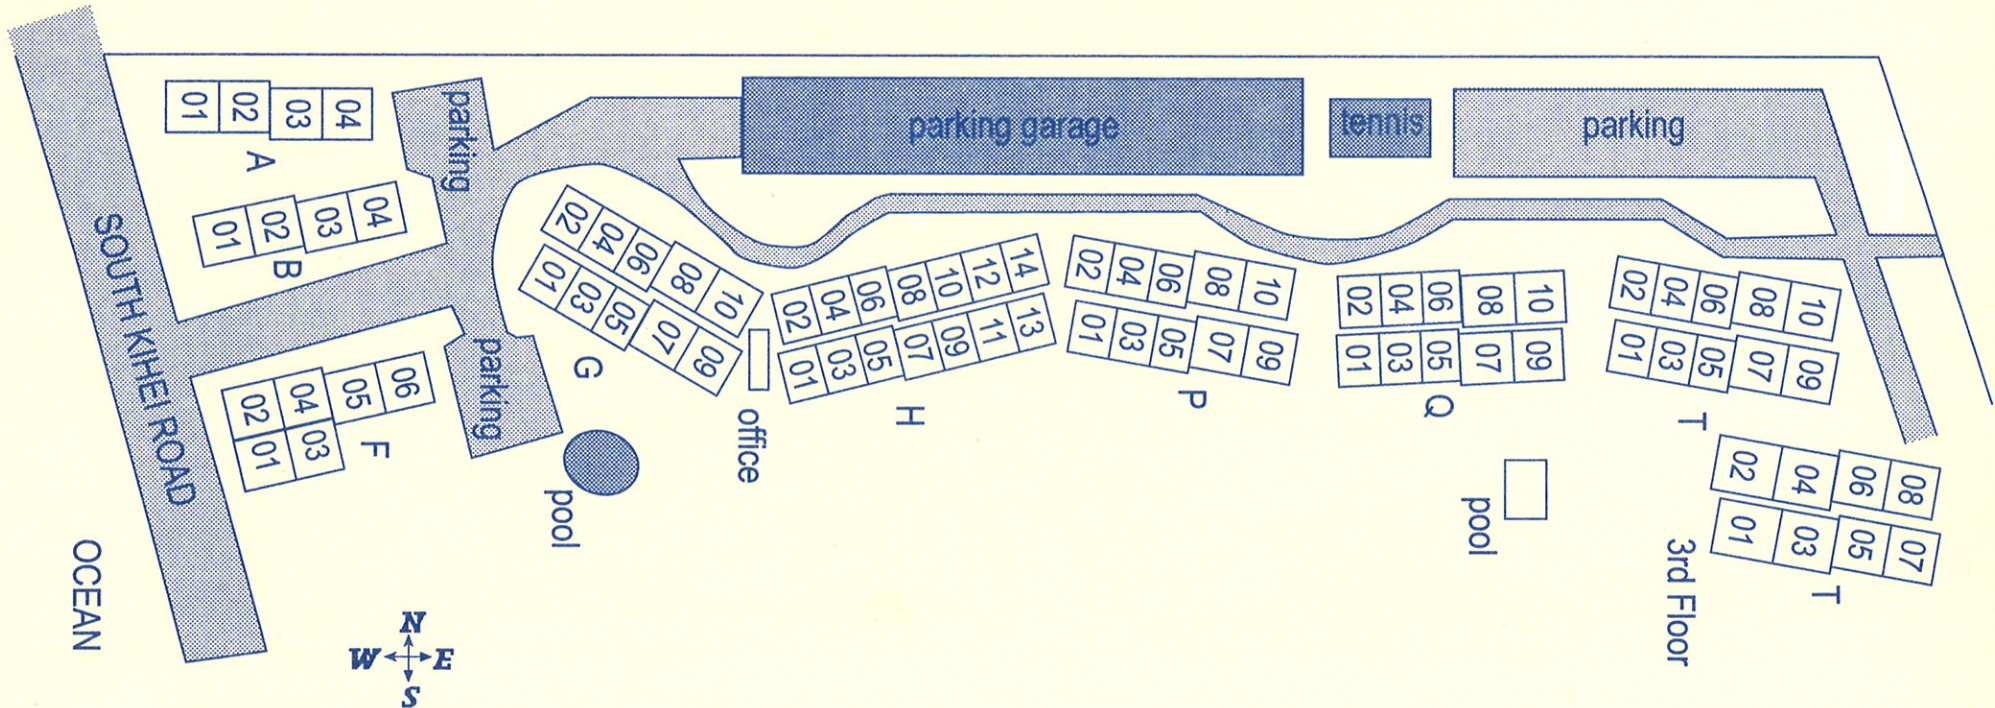 parking garage
tennis
parking
parking
01 02 03 04
A
01 02 03 04
B
SOUTH KIHEI ROAD
02 04 05 06
01 03
F
parking
02 04 06 08 10
01 03 05 07 09
G
pool
office
02 04 06 08 10 12 14
01 03 05 07 09 11 13
H
02 04 06 08 10
01 03 05 07 09
P
02 04 06 08 10
01 03 05 07 09
Q
pool
02 04 06 08 10
01 03 05 07 09
T
02 04 06 08
01 03 05 07
T
3rd Floor
OCEAN
N
W E
S